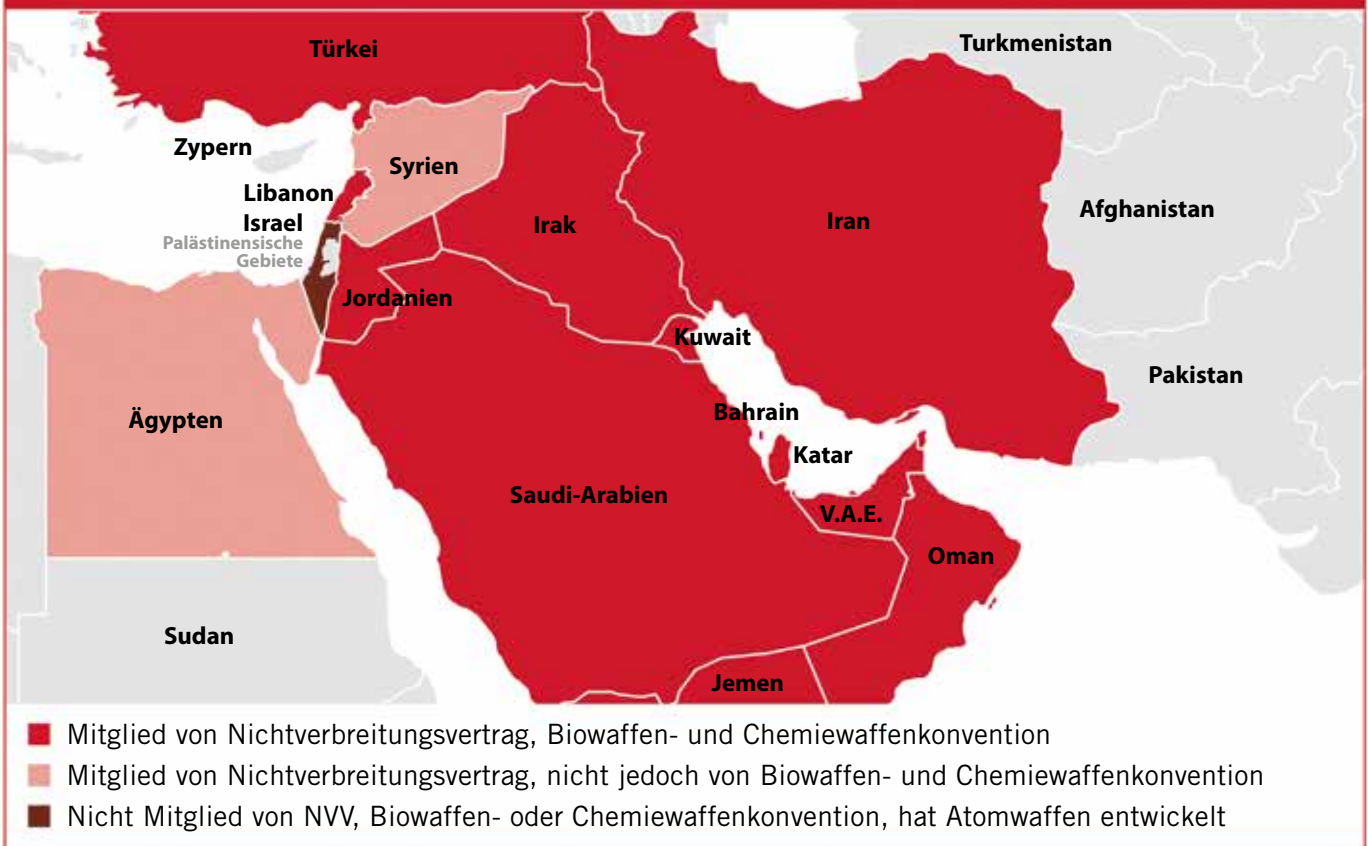 Türkei
Turkmenistan
Zypern
Syrien
Libanon
Israel
Palästinensische
Gebiete
Irak
Iran
Afghanistan
Jordanien
Kuwait
Pakistan
Ägypten
Bahrain
Katar
Saudi-Arabien
V.A.E.
Oman
Sudan
Jemen
Mitglied von Nichtverbreitungsvertrag, Biowaffen- und Chemiewaffenkonvention
Mitglied von Nichtverbreitungsvertrag, nicht jedoch von Biowaffen- und Chemiewaffenkonvention
Nicht Mitglied von NVV, Biowaffen- oder Chemiewaffenkonvention, hat Atomwaffen entwickelt